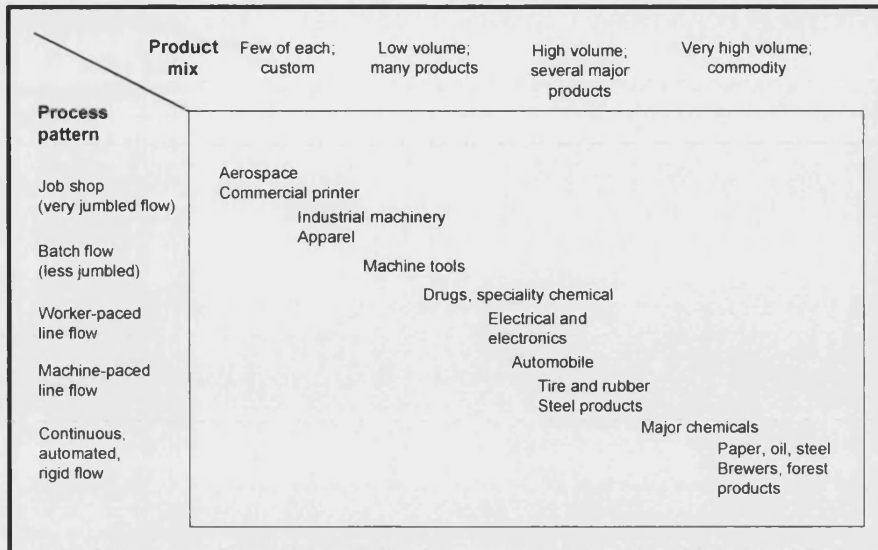 Product mix
Few of each; custom
Low volume; many products
High volume; several major products
Very high volume; commodity
Process pattern
Job shop
(very jumbled flow)
Aerospace
Commercial printer
Industrial machinery
Apparel
Batch flow
(less jumbled)
Machine tools
Drugs, speciality chemical
Worker-paced
line flow
Electrical and
electronics
Automobile
Machine-paced
line flow
Tire and rubber
Steel products
Major chemicals
Continuous,
automated,
rigid flow
Paper, oil, steel
Brewers, forest
products